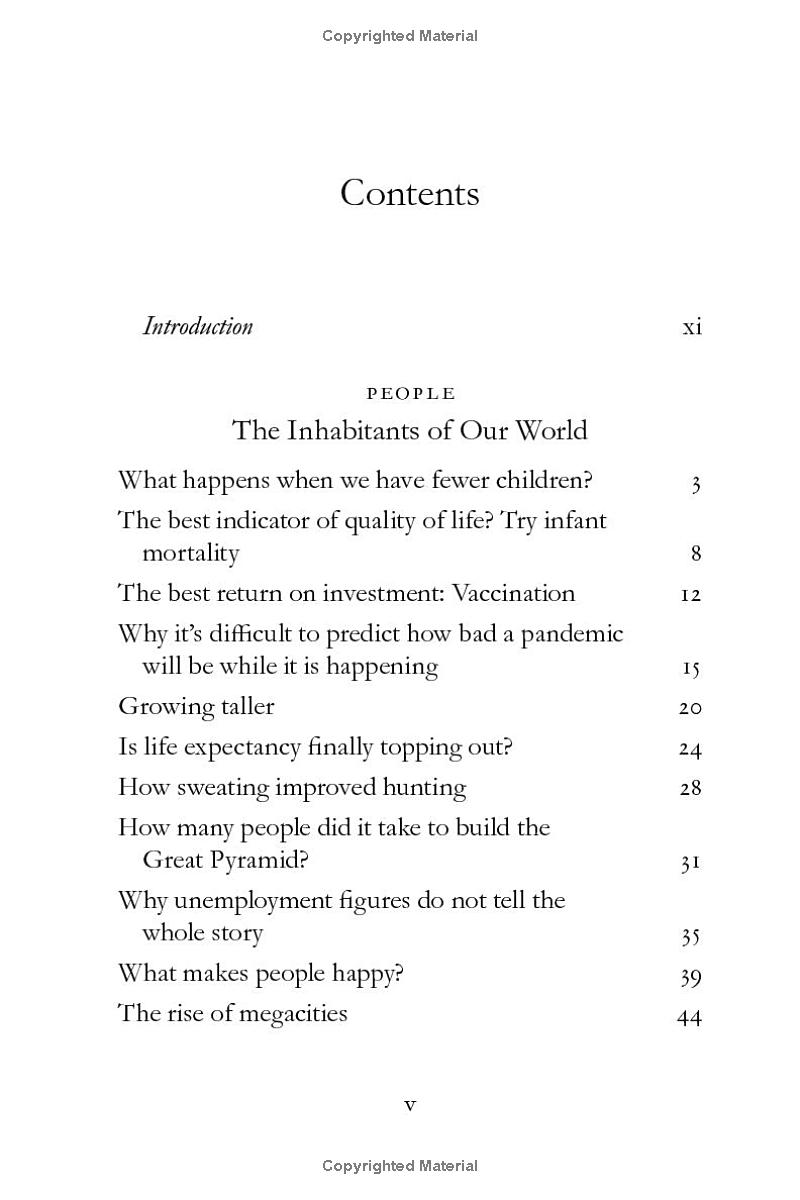 Copyrighted Material
Contents
Introduction xi
PEOPLE
The Inhabitants of Our World
What happens when we have fewer children? 3
The best indicator of quality of life? Try infant
mortality 8
The best return on investment: Vaccination 12
Why it’s difficult to predict how bad a pandemic
will be while it is happening 15
Growing taller 20
Is life expectancy finally topping out? 24
How sweating improved hunting 28
How many people did it take to build the
Great Pyramid? 31
Why unemployment figures do not tell the
whole story 35
What makes people happy? 39
The rise of megacities 44
v
Copyrighted Material